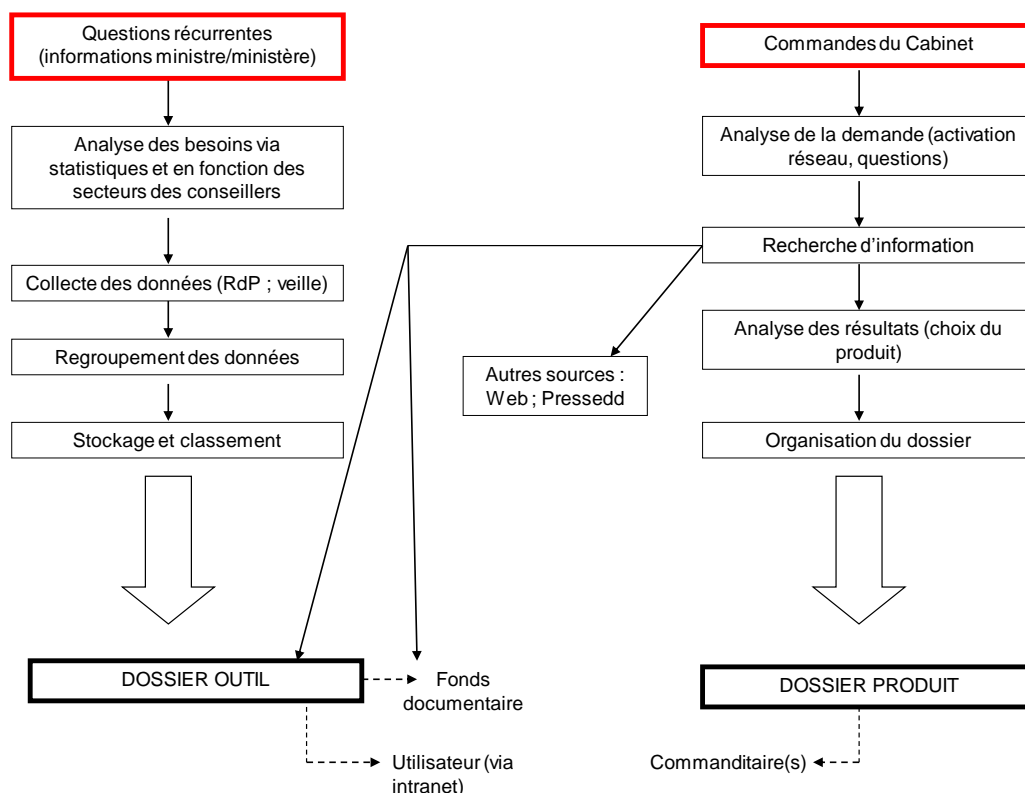 Questions récurrentes
(informations ministre/ministère)
Analyse des besoins via
statistiques et en fonction des
secteurs des conseillers
Collecte des données (RdP ; veille)
Regroupement des données
Stockage et classement
DOSSIER OUTIL
Fonds
documentaire
Utilisateur (via
intranet)
Autres sources :
Web ; Pressedd
Commandes du Cabinet
Analyse de la demande (activation
réseau, questions)
Recherche d'information
Analyse des résultats (choix du
produit)
Organisation du dossier
DOSSIER PRODUIT
Commanditaire(s)